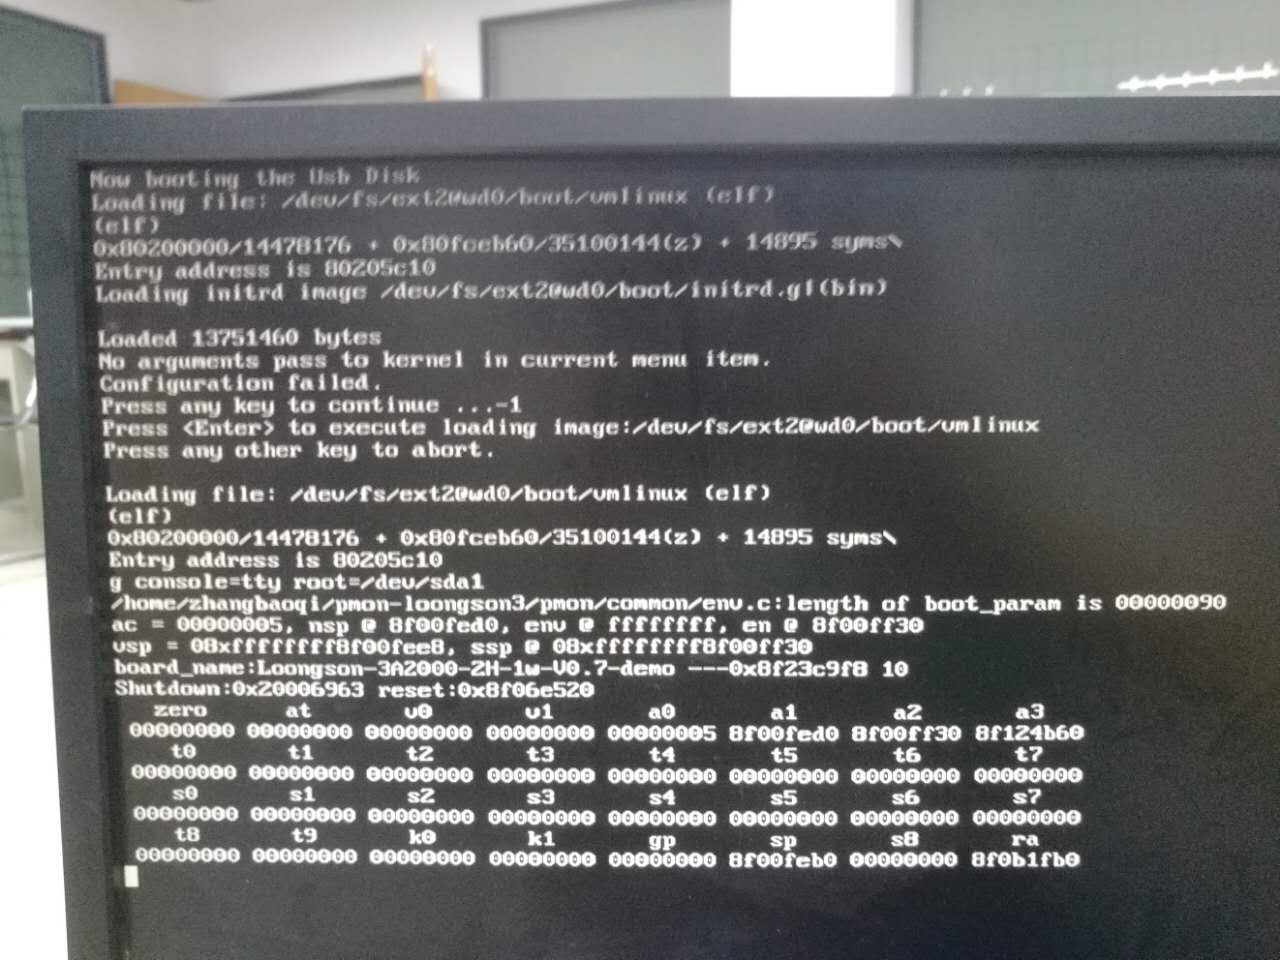 Now booting the Usb Disk
Loading file: /dev/fs/ext2@wd0/boot/vmlinux (elf)
(elf)
0x80200000/14478176 + 0x80fceb60/35100144(z) + 14895 syms\
Entry address is 80205c10
Loading initrd image /dev/fs/ext2@wd0/boot/initrd.gl(bin)
Loaded 13751460 bytes
No arguments pass to kernel in current menu item.
Configuration failed.
Press any key to continue ...-1
Press <Enter> to execute loading image:/dev/fs/ext2@wd0/boot/vmlinux
Press any other key to abort.
Loading file: /dev/fs/ext2@wd0/boot/vmlinux (elf)
(elf)
0x80200000/14478176 + 0x80fceb60/35100144(z) + 14895 syms\
Entry address is 80205c10
g console=tty root=/dev/sda1
/home/zhangbaoqi/pmon-loongson3/pmon/common/env.c:length of boot_param is 00000090
ac = 00000005, nsp @ 8f00fed0, env @ ffffffff, en @ 8f00ff30
vsp = 08xffffffff8f00fee8, ssp @ 08xffffffff8f00ff30
board_name:Loongson-3A2000-2H-1w-V0.7-demo ---0x8f23c9f8 10
Shutdown:0x20006963 reset:0x8f06e520
zero at v0 v1 a0 a1 a2 a3
00000000 00000000 00000000 00000000 00000005 8f00fed0 8f00ff30 8f124b60
t0 t1 t2 t3 t4 t5 t6 t7
00000000 00000000 00000000 00000000 00000000 00000000 00000000 00000000
s0 s1 s2 s3 s4 s5 s6 s7
00000000 00000000 00000000 00000000 00000000 00000000 00000000 00000000
t8 t9 k0 k1 gp sp s8 ra
00000000 00000000 00000000 00000000 00000000 8f00feb0 00000000 8f0b1fb0